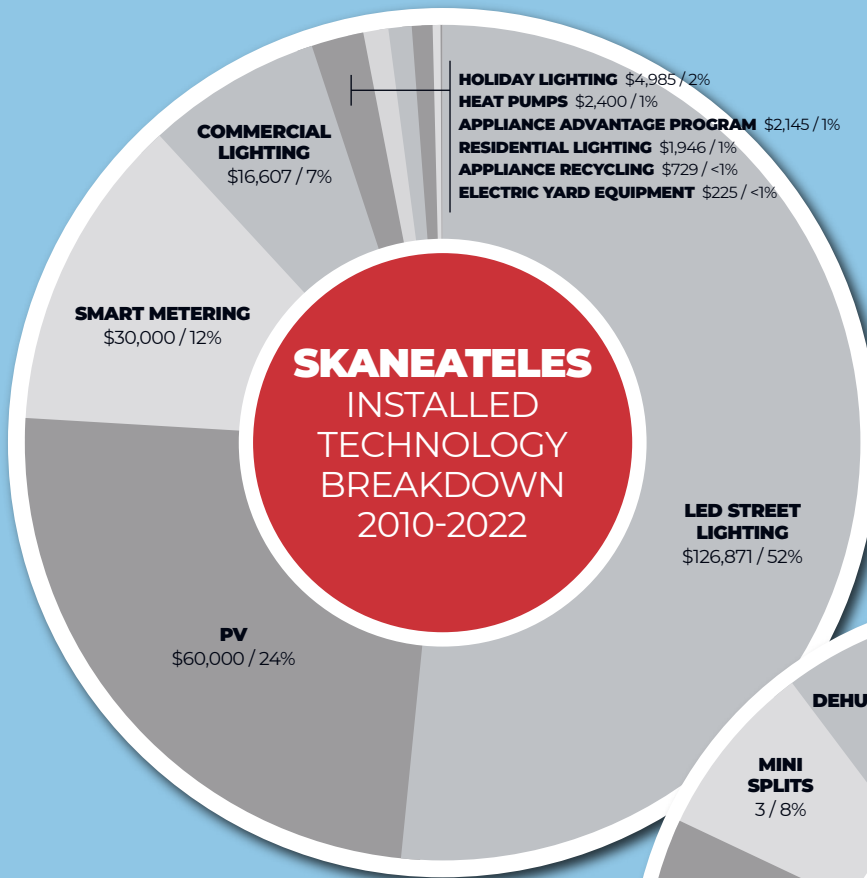 HOLIDAY LIGHTING $4,985 / 2%
HEAT PUMPS $2,400 / 1%
APPLIANCE ADVANTAGE PROGRAM $2,145 / 1%
RESIDENTIAL LIGHTING $1,946 / 1%
APPLIANCE RECYCLING $729 / <1%
ELECTRIC YARD EQUIPMENT $225 / <1%
COMMERCIAL
LIGHTING
$16,607 / 7%
SMART METERING
$30,000 / 12%
SKANEATELES
INSTALLED
TECHNOLOGY
BREAKDOWN
2010-2022
LED STREET
LIGHTING
$126,871 / 52%
PV
$60,000 / 24%
DEHU
MINI
SPLITS
3 / 8%